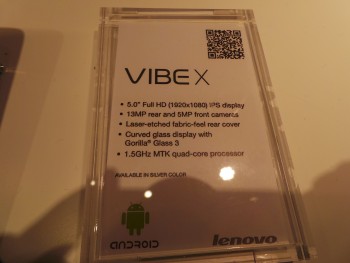 VIBE X
• 5.0" Full HD (1920x1080) IPS display
• 13MP rear and 5MP front cameras
• Laser-etched fabric-feel rear cover
• Curved glass display with
Gorilla® Glass 3
• 1.5GHz MTK quad-core processor
AVAILABLE IN SILVER COLOR
ANDROID
lenovo